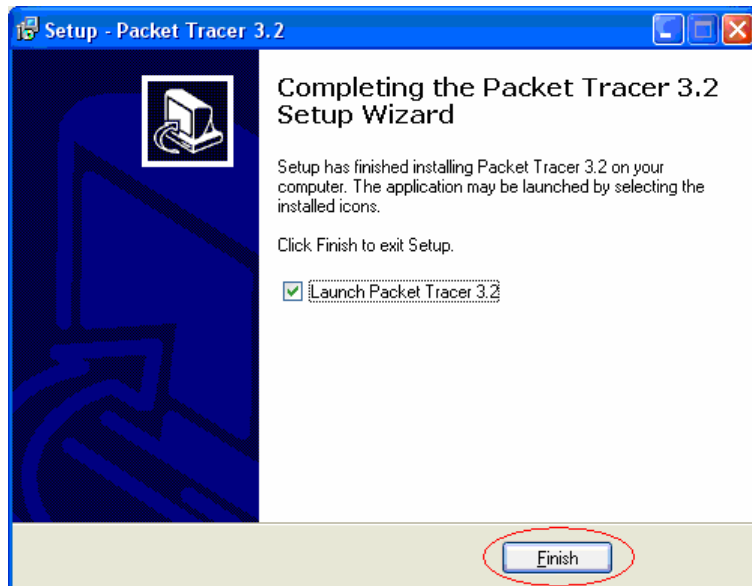 Setup - Packet Tracer 3.2
Completing the Packet Tracer 3.2
Setup Wizard
Setup has finished installing Packet Tracer 3.2 on your
computer. The application may be launched by selecting the
installed icons.
Click Finish to exit Setup.
Launch Packet Tracer 3.2
Finish